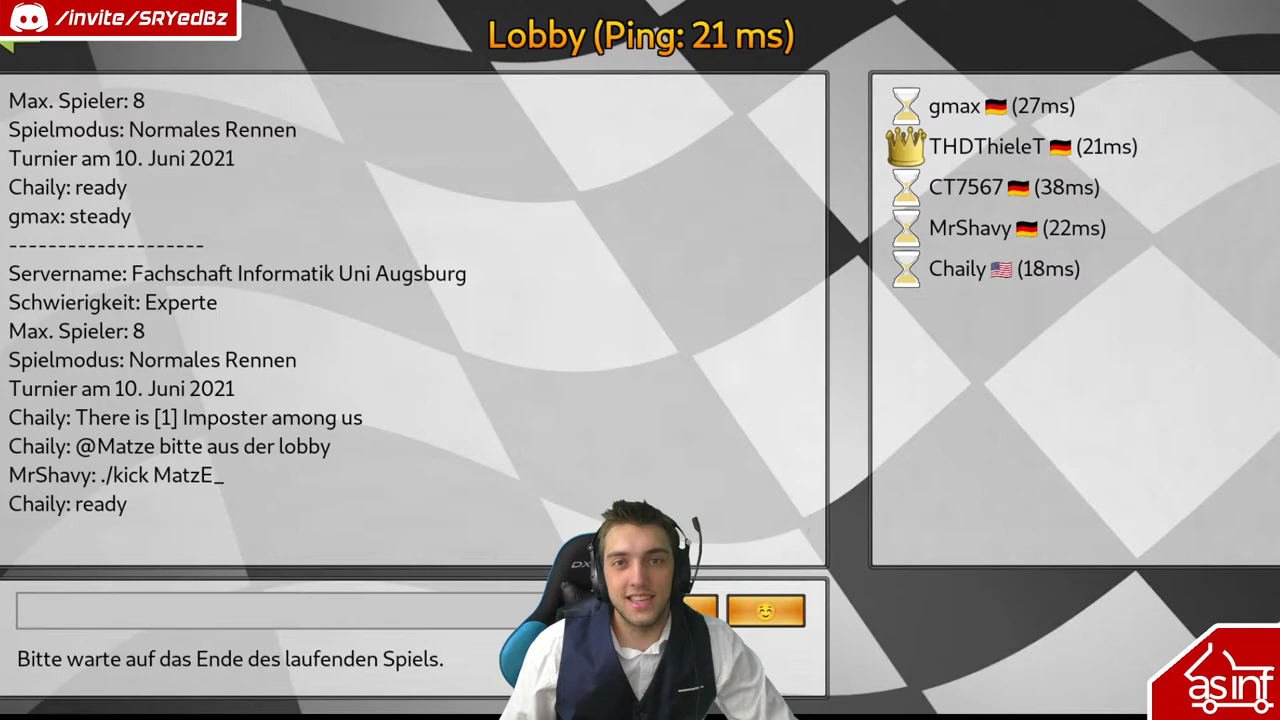 /invite/SRYedBz
Lobby (Ping: 21 ms)
Max. Spieler: 8
Spielmodus: Normales Rennen
Turnier am 10. Juni 2021
Chaily: ready
gmax: steady
--------------------
Servername: Fachschaft Informatik Uni Augsburg
Schwierigkeit: Experte
Max. Spieler: 8
Spielmodus: Normales Rennen
Turnier am 10. Juni 2021
Chaily: There is [1] Imposter among us
Chaily: @Matze bitte aus der lobby
MrShavy: ./kick MatzE_
Chaily: ready
gmax 🇩🇪 (27ms)
THDThieleT 🇩🇪 (21ms)
CT7567 🇩🇪 (38ms)
MrShavy 🇩🇪 (22ms)
Chaily 🇺🇸 (18ms)
Bitte warte auf das Ende des laufenden Spiels.
DX
as inf